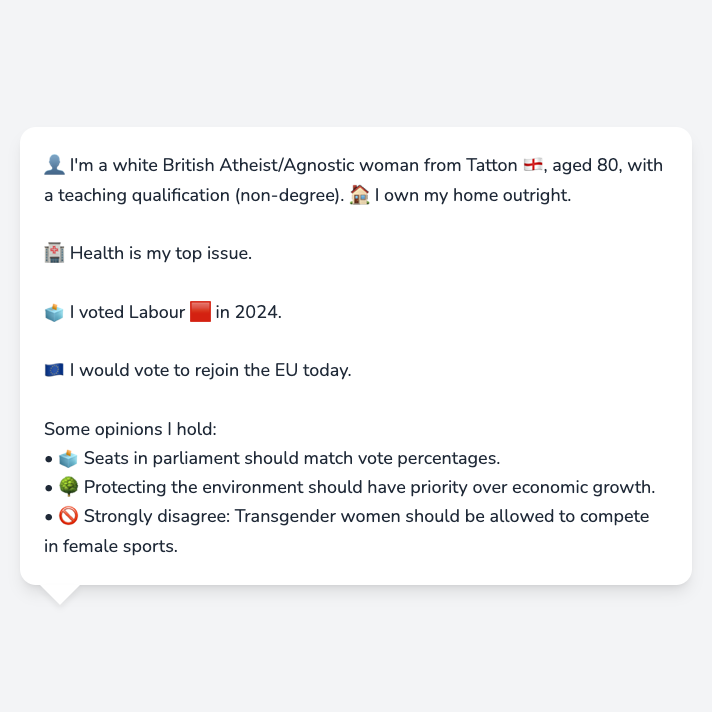 👤 I'm a white British Atheist/Agnostic woman from Tatton 🏴󠁧󠁢󠁥󠁮󠁧󠁿, aged 80, with
a teaching qualification (non-degree). 🏠 I own my home outright.
🏥 Health is my top issue.
🗳️ I voted Labour 🟥 in 2024.
🇪🇺 I would vote to rejoin the EU today.
Some opinions I hold:
• 🗳️ Seats in parliament should match vote percentages.
• 🌳 Protecting the environment should have priority over economic growth.
• 🚫 Strongly disagree: Transgender women should be allowed to compete
in female sports.